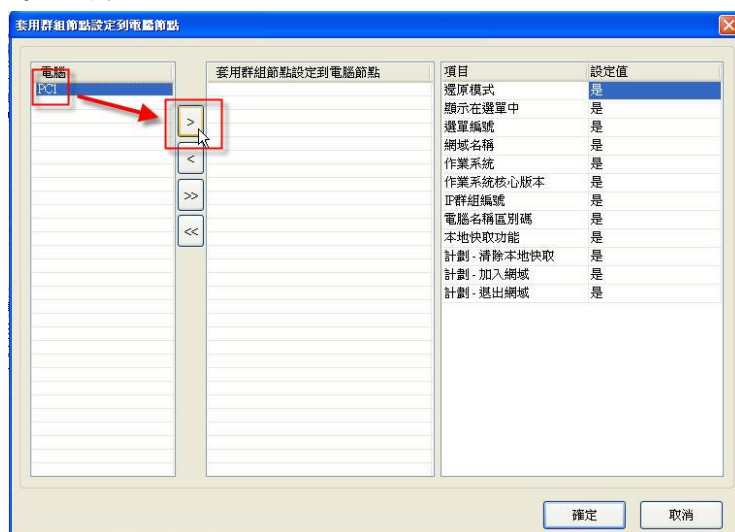 套用群組節點設定到電腦節點
電腦 套用群組節點設定到電腦節點 項目 設定值
PC1 還原模式 是
顯示在選單中 是
> 選單編號 是
網域名稱 是
< 作業系統 是
作業系統核心版本 是
>> IP群組編號 是
電腦名稱區別碼 是
<< 本地快取功能 是
計劃 - 清除本地快取 是
計劃 - 加入網域 是
計劃 - 退出網域 是
確定 取消